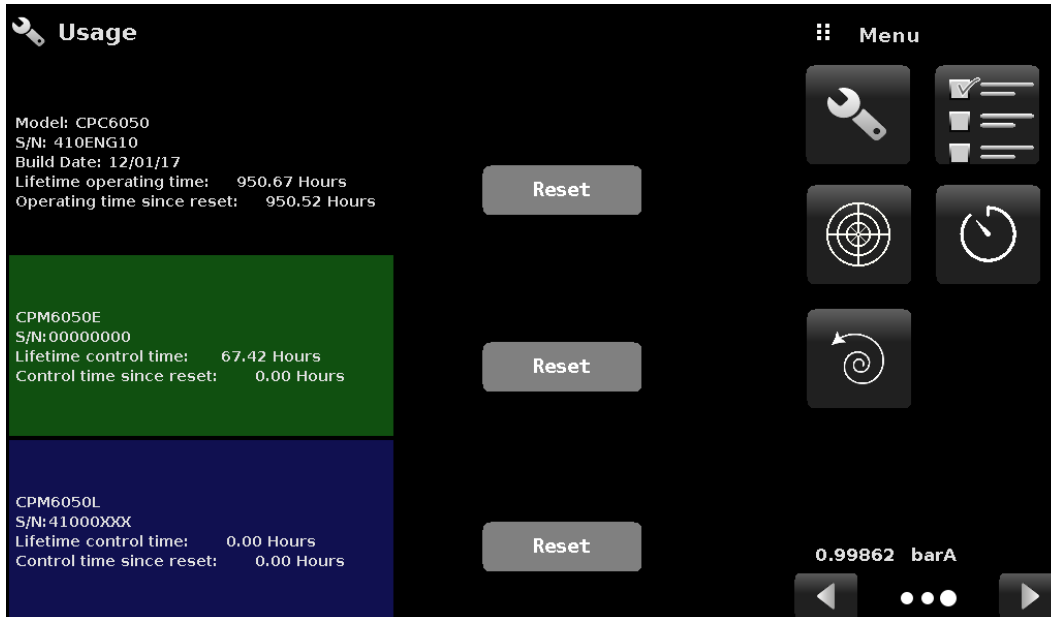 Usage
Menu
Model: CPC6050
S/N: 410ENG10
Build Date: 12/01/17
Lifetime operating time: 950.67 Hours
Operating time since reset: 950.52 Hours
Reset
CPM6050E
S/N:00000000
Lifetime control time: 67.42 Hours
Control time since reset: 0.00 Hours
Reset
CPM6050L
S/N:41000XXX
Lifetime control time: 0.00 Hours
Control time since reset: 0.00 Hours
Reset
0.99862 barA